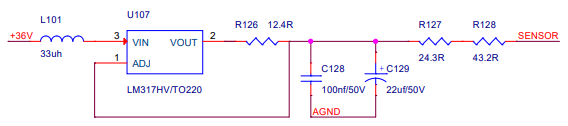 L101
+36V
33uh
U107
3 VIN VOUT 2
1 ADJ
LM317HV/TO220
R126 12.4R
C128
100nf/50V
AGND
+ C129
22uf/50V
R127
24.3R
R128
43.2R
SENSOR